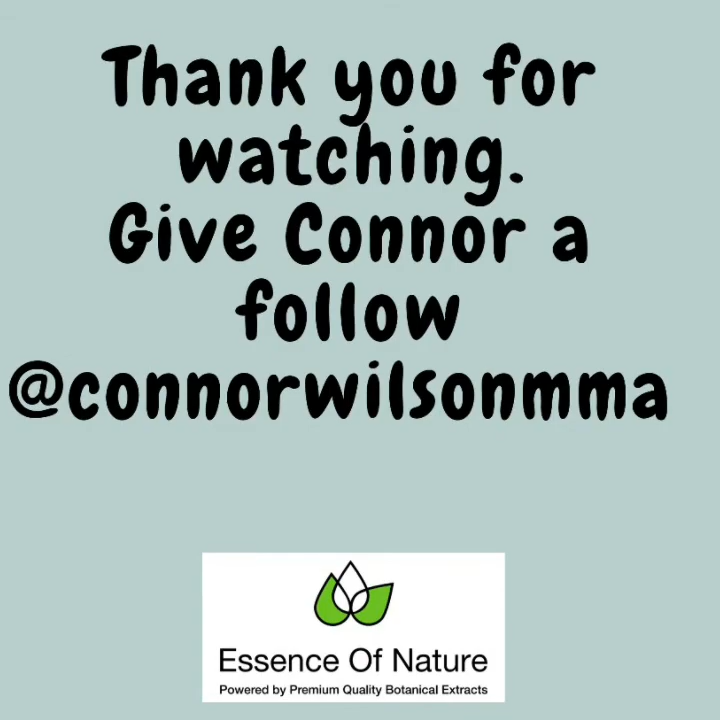 Thank you for
watching.
Give Connor a
follow
@connorwilsonmma
Essence Of Nature
Powered by Premium Quality Botanical Extracts